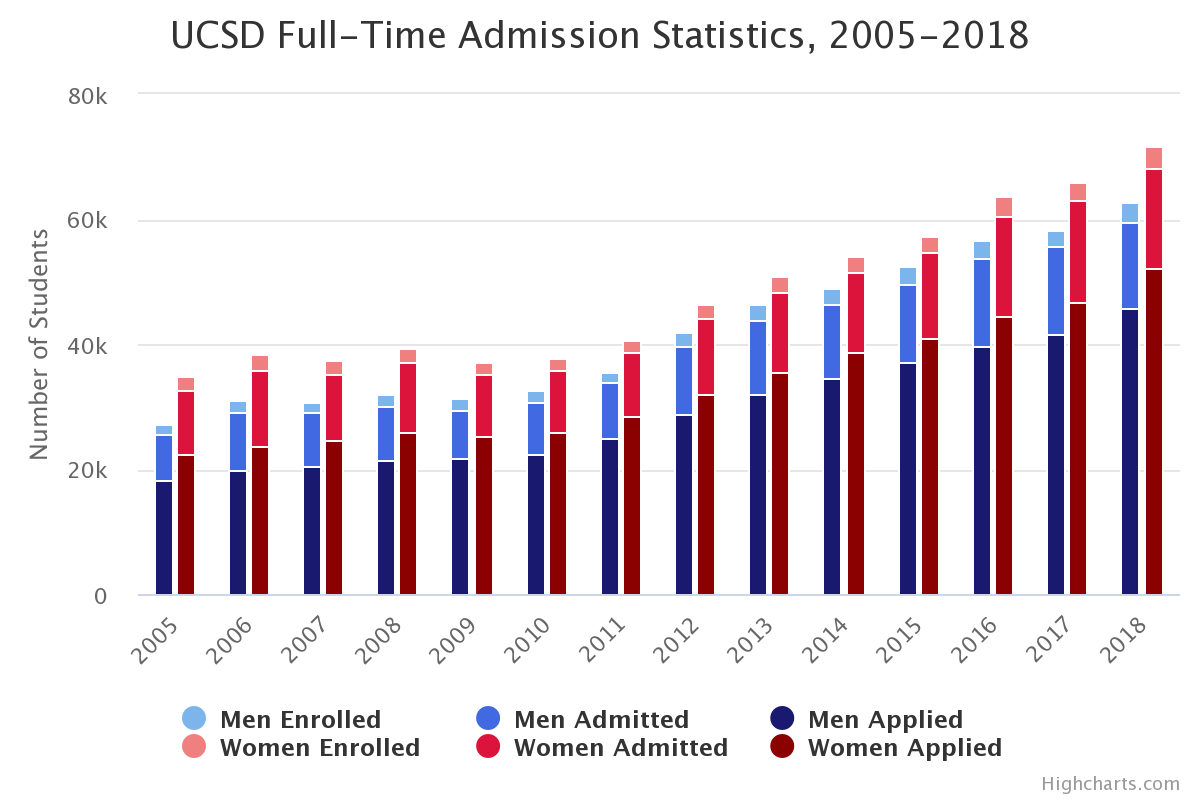 UCSD Full-Time Admission Statistics, 2005-2018
Number of Students
80k
60k
40k
20k
0
2005
2006
2007
2008
2009
2010
2011
2012
2013
2014
2015
2016
2017
2018
Men Enrolled Men Admitted Men Applied
Women Enrolled Women Admitted Women Applied
Highcharts.com